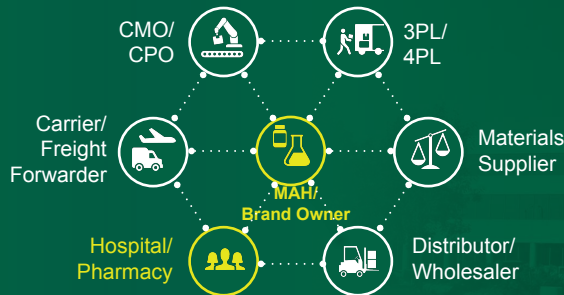 CMO/
CPO
3PL/
4PL
Carrier/
Freight
Forwarder
Materials
Supplier
MAH/
Brand Owner
Hospital/
Pharmacy
Distributor/
Wholesaler